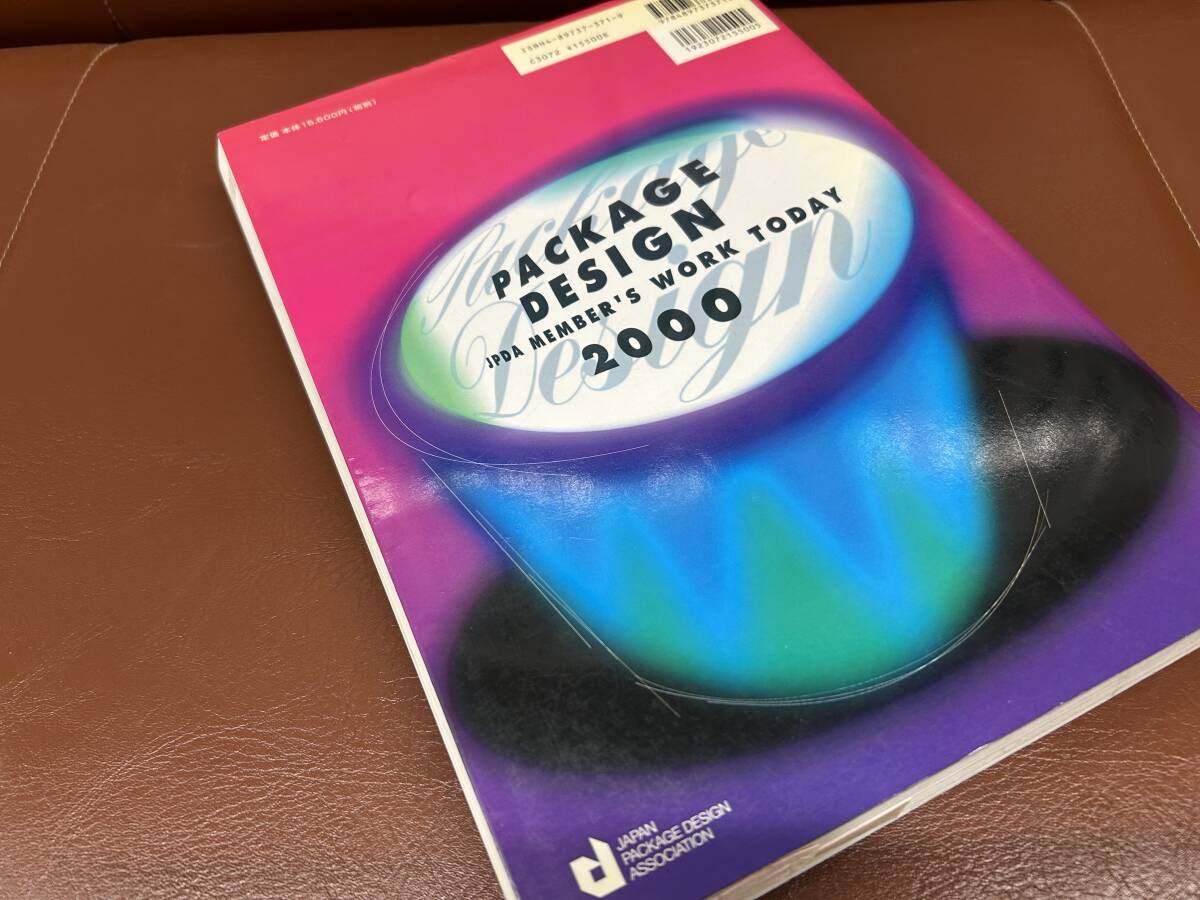 ISBN4-89737-371-9
C3072 ¥15500E
1923072155005
定価 本体15,500円(税別)
Package
Design
PACKAGE
DESIGN
JPDA MEMBER'S WORK TODAY
2000
JAPAN
PACKAGE DESIGN
ASSOCIATION